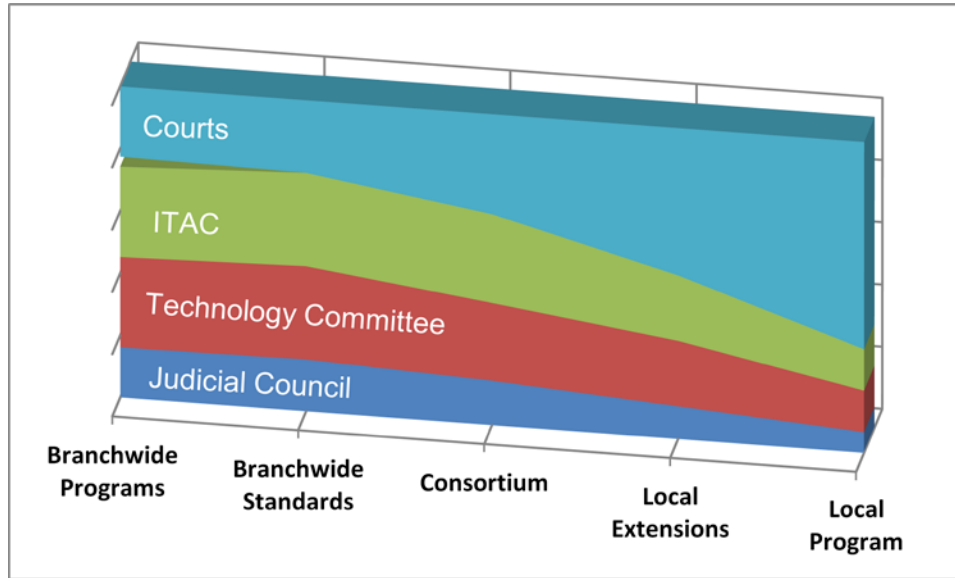 Courts
ITAC
Technology Committee
Judicial Council
Branchwide
Programs
Branchwide
Standards
Consortium
Local
Extensions
Local
Program